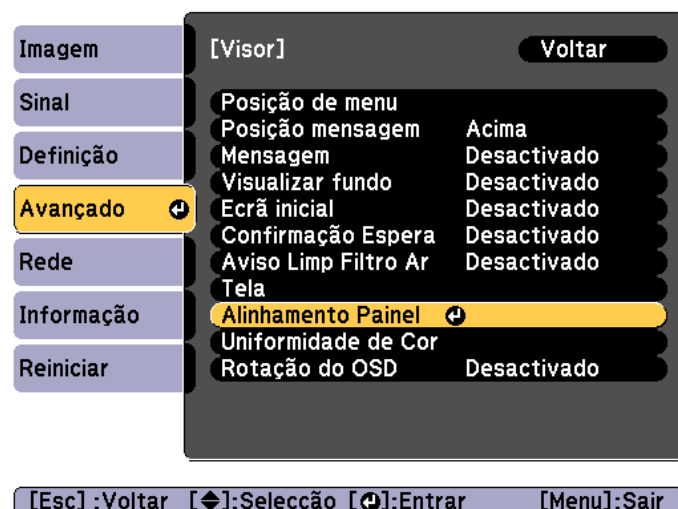 Imagem
Sinal
Definição
Avançado
Rede
Informação
Reiniciar
[Visor] Voltar
Posição de menu
Posição mensagem Acima
Mensagem Desactivado
Visualizar fundo Desactivado
Ecrã inicial Desactivado
Confirmação Espera Desactivado
Aviso Limp Filtro Ar Desactivado
Tela
Alinhamento Painel
Uniformidade de Cor
Rotação do OSD Desactivado
[Esc] :Voltar [◆]:Selecção [↵]:Entrar [Menu]:Sair